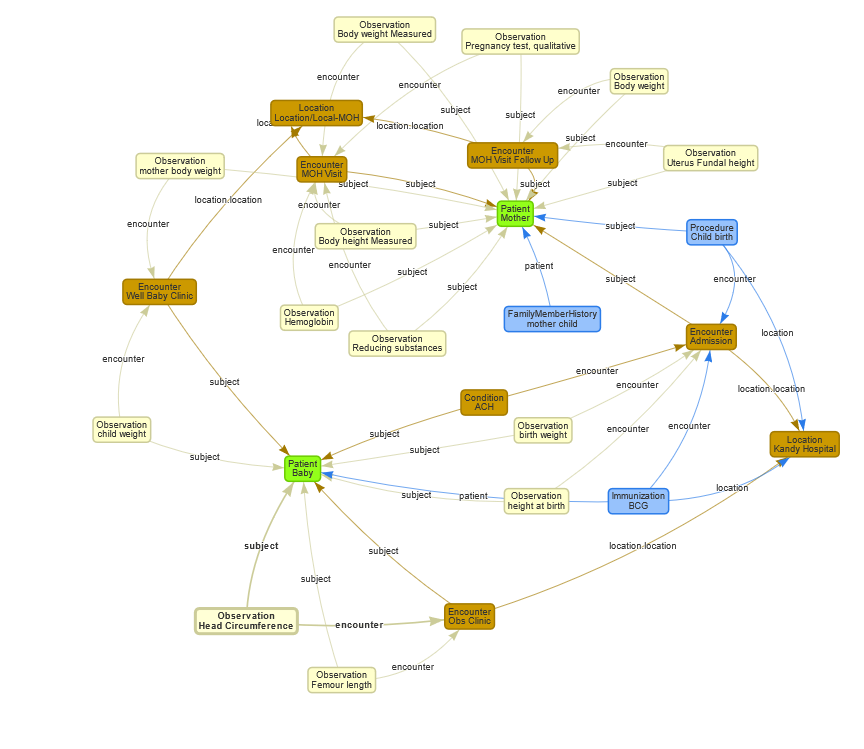 Observation
Body weight Measured
Observation
Pregnancy test, qualitative
encounter
encounter
Observation
Body weight
encounter
Location
Location/Local-MOH
subject
subject
location.location
subject
encounter
Encounter
MOH Visit Follow Up
Observation
Uterus Fundal height
Observation
mother body weight
Encounter
MOH Visit
subject
subject
subject
subject
location.location
encounter
Patient
Mother
encounter
subject
subject
Procedure
Child birth
Observation
Body height Measured
encounter
encounter
subject
patient
subject
encounter
subject
Encounter
Well Baby Clinic
Observation
Hemoglobin
FamilyMemberHistory
mother child
location
Encounter
Admission
Observation
Reducing substances
encounter
encounter
subject
encounter
location.location
Condition
ACH
Observation
child weight
subject
Observation
birth weight
encounter
encounter
subject
Location
Kandy Hospital
subject
Patient
Baby
subject
patient
Observation
height at birth
Immunization
BCG
location
subject
subject
location.location
subject
Observation
Head Circumference
encounter
Encounter
Obs Clinic
encounter
Observation
Femour length